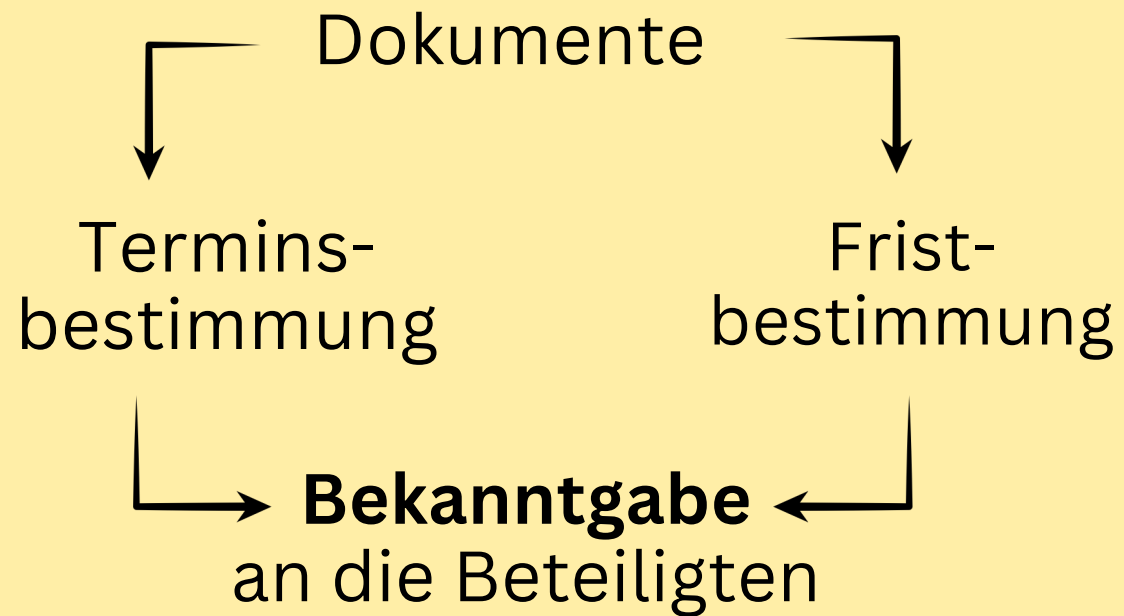 Dokumente
Termins-
bestimmung
Frist-
bestimmung
Bekanntgabe
an die Beteiligten